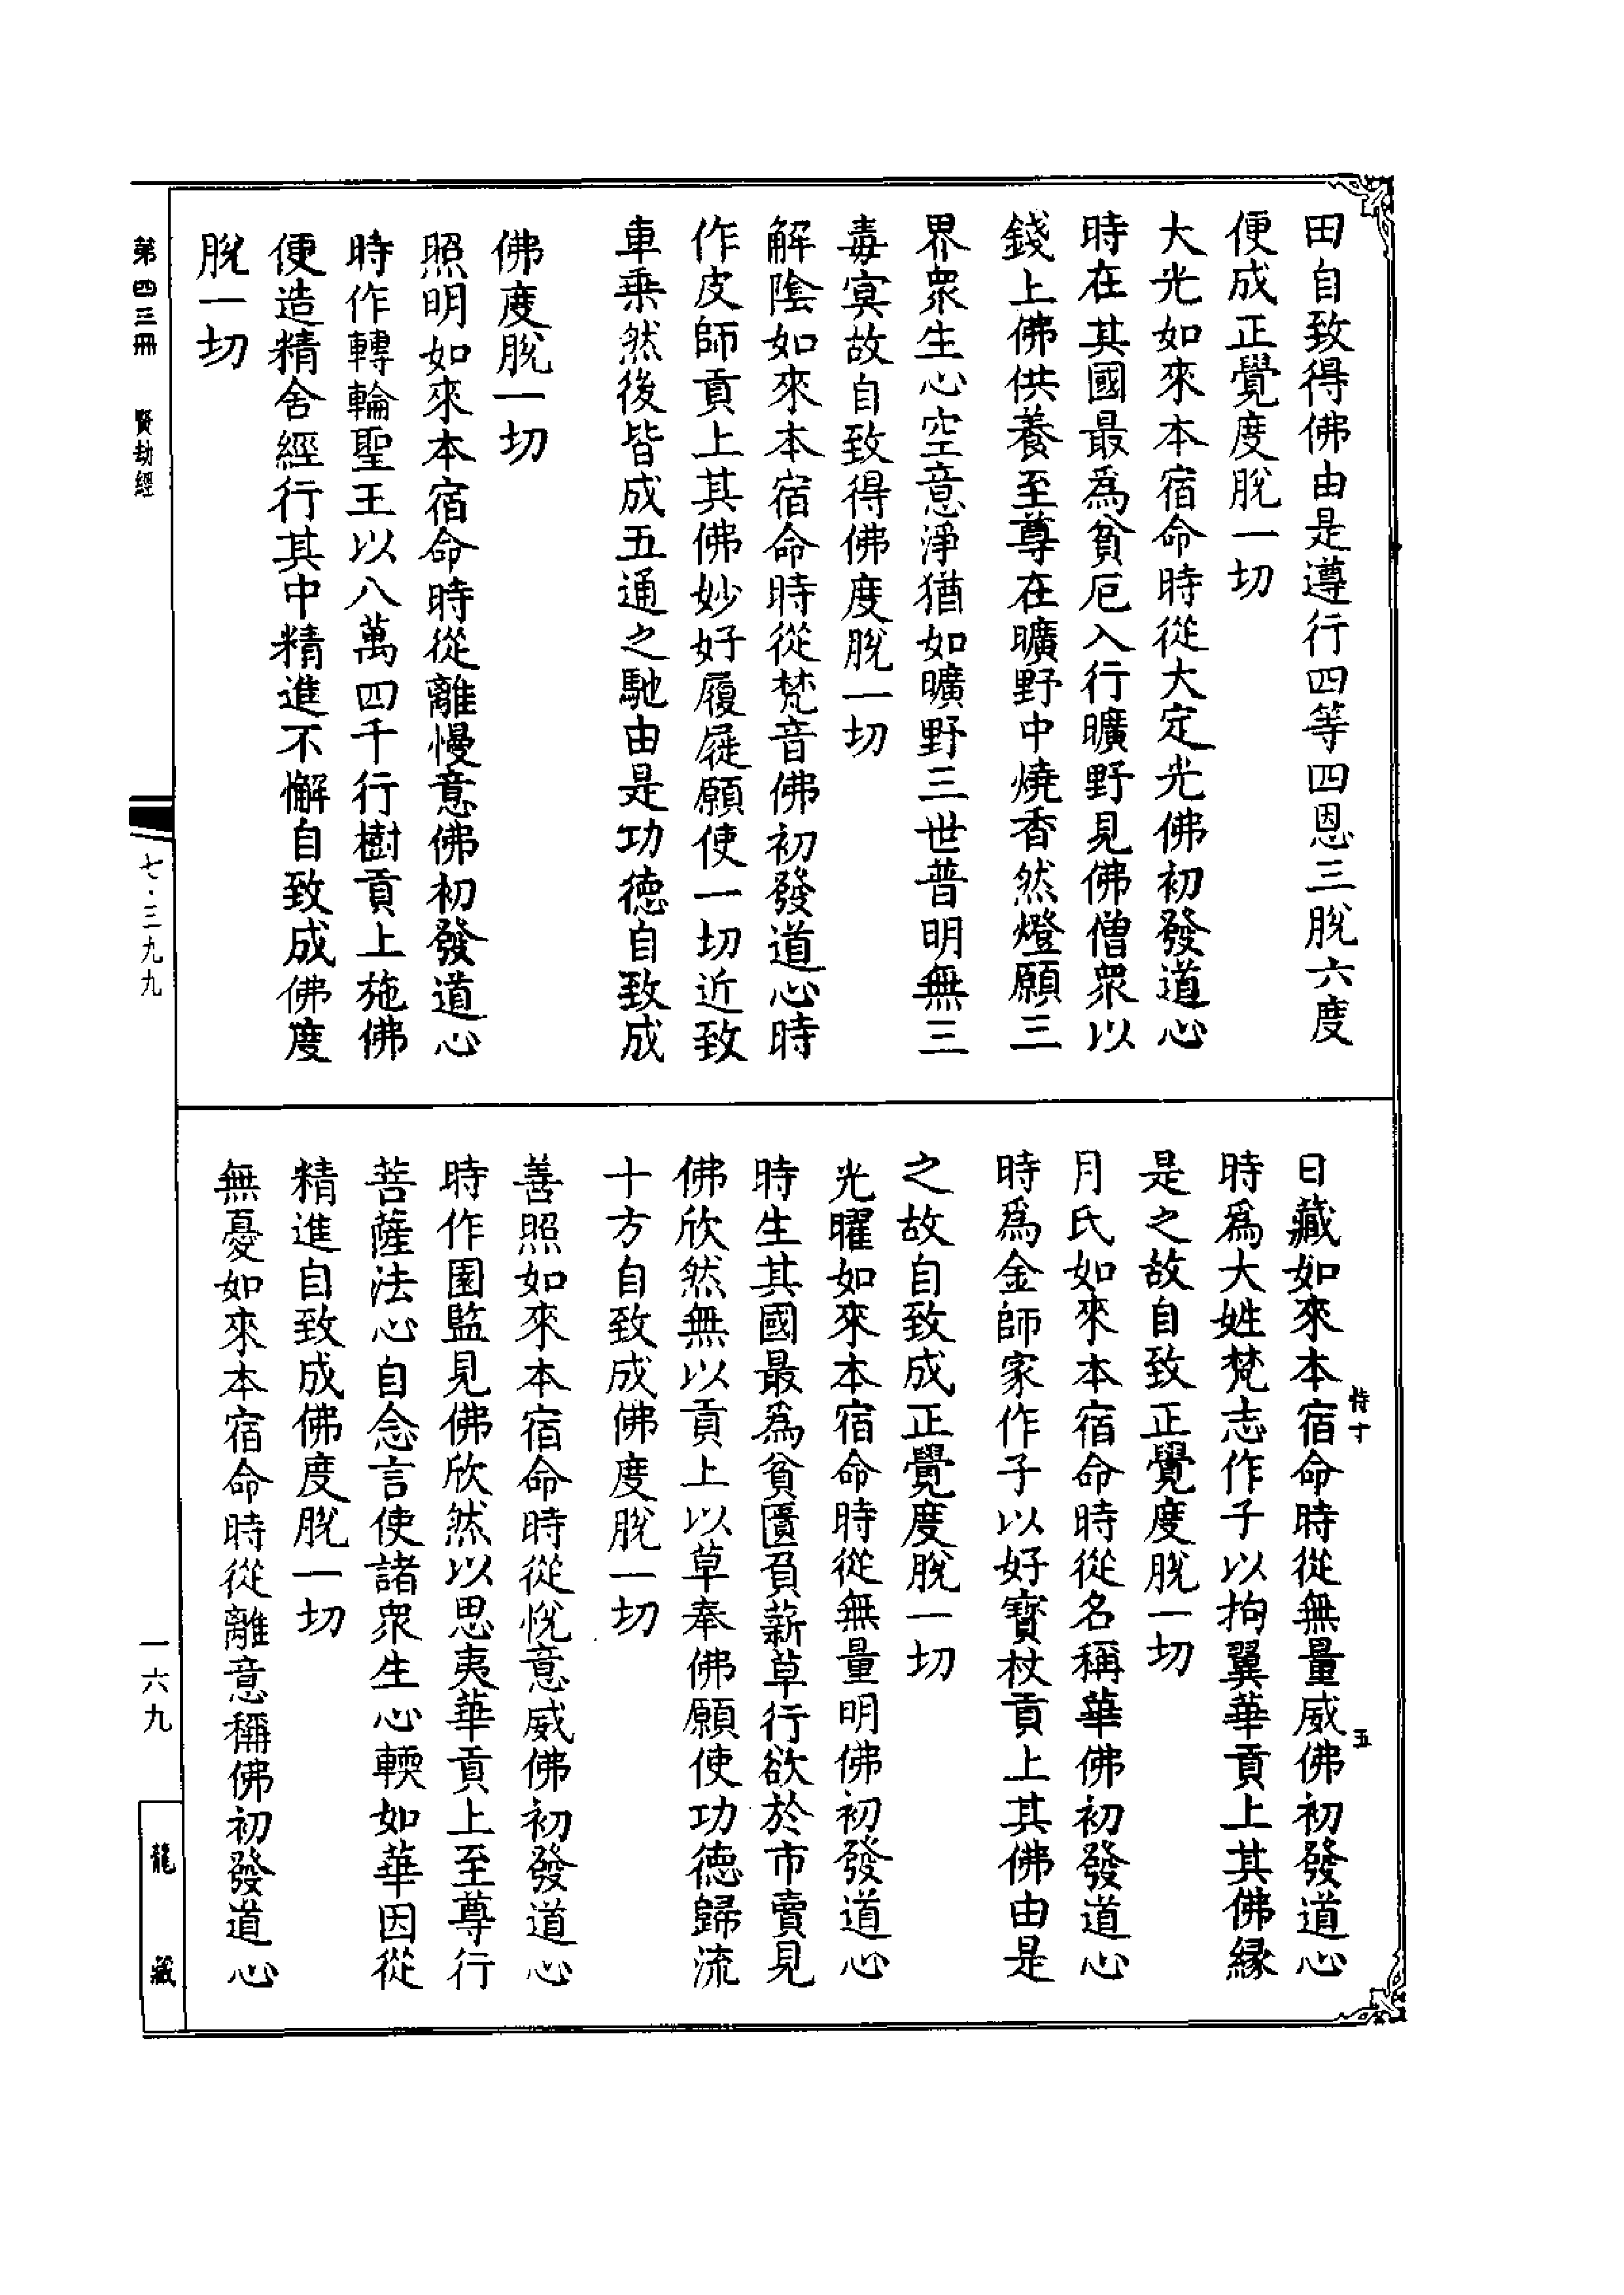 田自致得佛由是遵行四等四恩三脫六度
便成正覺度脫一切
大光如來本宿命時從大定光佛初發道心
時在其國最爲貧厄入行曠野見佛僧衆以
錢上佛供養至尊在曠野中燒香然燈願三
界衆生心空意淨猶如曠野三世普明無三
毒㝠故自致得佛度脫一切
解陰如來本宿命時從梵音佛初發道心時
作皮師貢上其佛妙好履屣願使一切近致
車乗然後皆成五通之馳由是功德自致成
佛度脫一切
照明如來本宿命時從離慢意佛初發道心
時作轉輪聖王以八萬四千行樹貢上施佛
便造精舍經行其中精進不懈自致成佛度
脫一切
日藏如來本宿命時從無量威佛初發道心
時爲大姓梵志作子以拘翼華貢上其佛縁
是之故自致正覺度脫一切
月氏如來本宿命時從名稱華佛初發道心
時爲金師家作子以好寳杖貢上其佛由是
之故自致成正覺度脫一切
光曜如來本宿命時從無量明佛初發道心
時生其國最爲貧匱負薪草行欲於市賣見
佛欣然無以貢上以草奉佛願使功德歸流
十方自致成佛度脫一切
善照如來本宿命時從恱意威佛初發道心
時作園監見佛欣然以思夷華貢上至尊行
菩薩法心自念言使諸衆生心輭如華因從
精進自致成佛度脫一切
無憂如來本宿命時從離意稱佛初發道心
恃十
五
第四三冊 賢劫經
七·三九九
一六九
龍藏